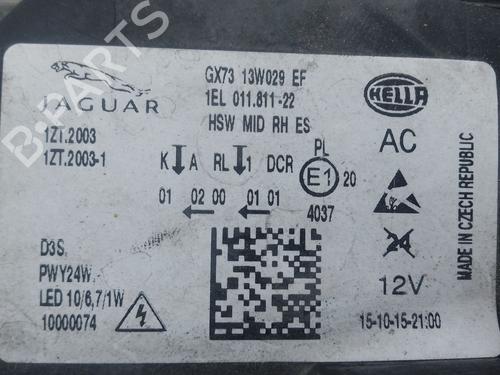 JAGUAR
GX73 13W029 EF
1EL 011.811-22
HSW MID RH ES
HELLA
1ZT.2003
1ZT.2003-1
K A RL 1 DCR PL
E1 20
AC
01 02 00 01 01 4037
MADE IN CZECH REPUBLIC
D3S
PWY24W
LED 10/6,7/1W
10000074
24
12V
15-10-15-21:00
B-PARTS